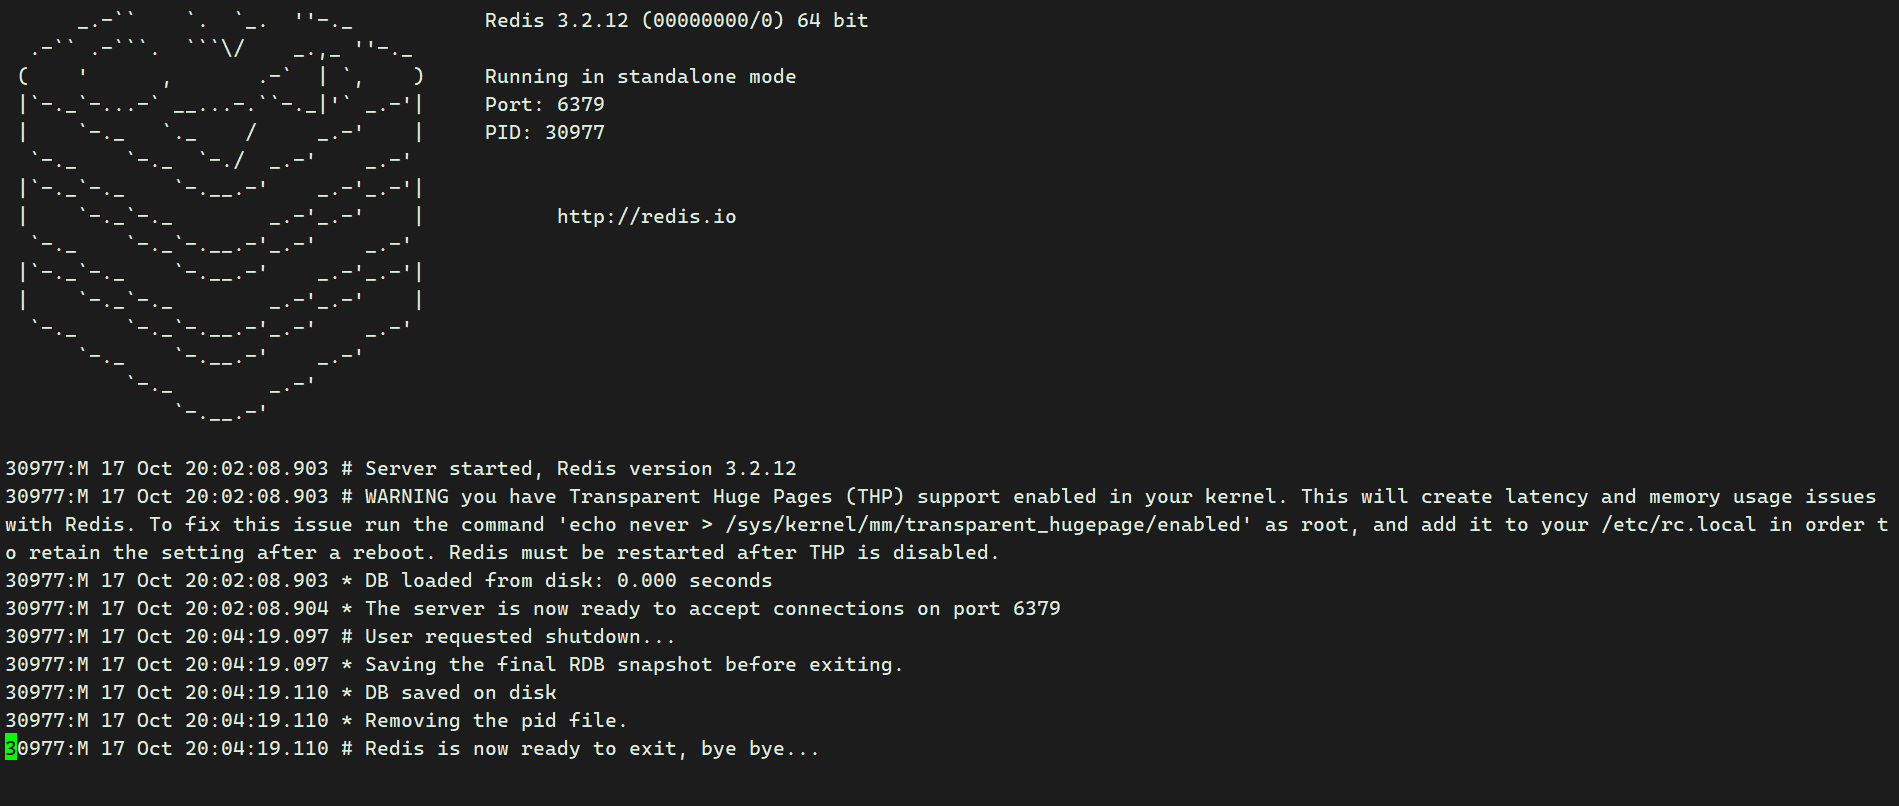 Redis 3.2.12 (00000000/0) 64 bit
Running in standalone mode
Port: 6379
PID: 30977
http://redis.io
30977:M 17 Oct 20:02:08.903 # Server started, Redis version 3.2.12
30977:M 17 Oct 20:02:08.903 # WARNING you have Transparent Huge Pages (THP) support enabled in your kernel. This will create latency and memory usage issues
with Redis. To fix this issue run the command 'echo never > /sys/kernel/mm/transparent_hugepage/enabled' as root, and add it to your /etc/rc.local in order t
o retain the setting after a reboot. Redis must be restarted after THP is disabled.
30977:M 17 Oct 20:02:08.903 * DB loaded from disk: 0.000 seconds
30977:M 17 Oct 20:02:08.904 * The server is now ready to accept connections on port 6379
30977:M 17 Oct 20:04:19.097 # User requested shutdown...
30977:M 17 Oct 20:04:19.097 * Saving the final RDB snapshot before exiting.
30977:M 17 Oct 20:04:19.110 * DB saved on disk
30977:M 17 Oct 20:04:19.110 * Removing the pid file.
30977:M 17 Oct 20:04:19.110 # Redis is now ready to exit, bye bye...